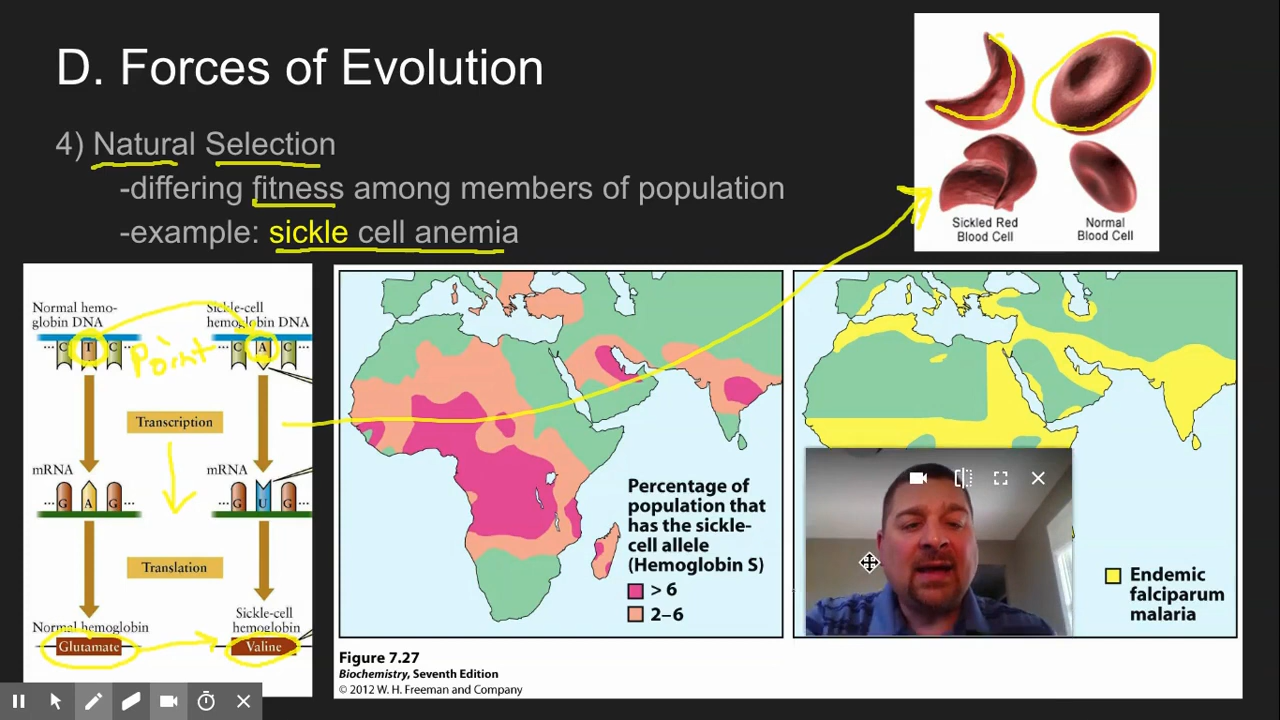 D. Forces of Evolution
4) Natural Selection
-differing fitness among members of population
-example: sickle cell anemia
Sickled Red
Blood Cell
Normal
Blood Cell
Normal hemo-
globin DNA
Sickle-cell
hemoglobin DNA
C T C
C A C
Point
Transcription
mRNA
mRNA
G A G
G U G
Translation
Normal hemoglobin
Sickle-cell
hemoglobin
Glutamate
Valine
Percentage of
population that
has the sickle-
cell allele
(Hemoglobin S)
> 6
2–6
Endemic
falciparum
malaria
Figure 7.27
Biochemistry, Seventh Edition
© 2012 W. H. Freeman and Company